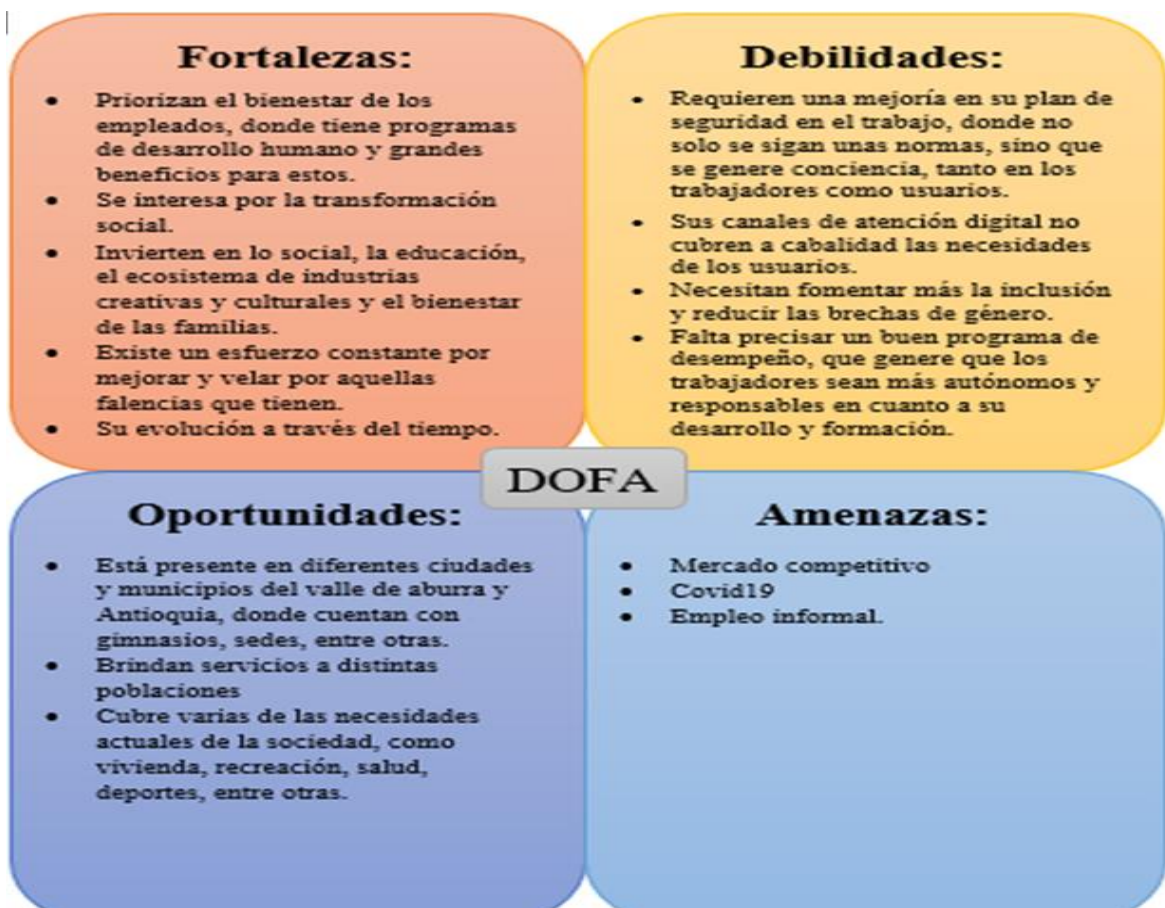 Fortalezas:
• Priorizan el bienestar de los
empleados, donde tiene programas
de desarrollo humano y grandes
beneficios para estos.
• Se interesa por la transformación
social.
• Invierten en lo social, la educación,
el ecosistema de industrias
creativas y culturales y el bienestar
de las familias.
• Existe un esfuerzo constante por
mejorar y velar por aquellas
falencias que tienen.
• Su evolución a través del tiempo.
Debilidades:
• Requieren una mejoría en su plan de
seguridad en el trabajo, donde no
solo se sigan unas normas, sino que
se genere conciencia, tanto en los
trabajadores como usuarios.
• Sus canales de atención digital no
cubren a cabalidad las necesidades
de los usuarios.
• Necesitan fomentar más la inclusión
y reducir las brechas de género.
• Falta precisar un buen programa de
desempeño, que genere que los
trabajadores sean más autónomos y
responsables en cuanto a su
desarrollo y formación.
DOFA
Oportunidades:
• Está presente en diferentes ciudades
y municipios del valle de aburra y
Antioquia, donde cuentan con
gimnasios, sedes, entre otras.
• Brindan servicios a distintas
poblaciones
• Cubre varias de las necesidades
actuales de la sociedad, como
vivienda, recreación, salud,
deportes, entre otras.
Amenazas:
• Mercado competitivo
• Covid19
• Empleo informal.